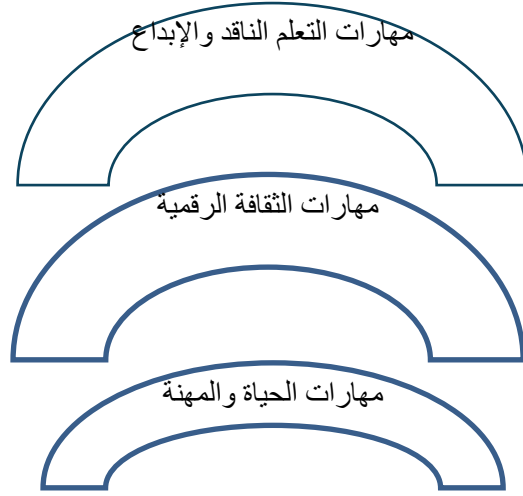 مهارات التعلم الناقد والإبداع
مهارات الثقافة الرقمية
مهارات الحياة والمهنة